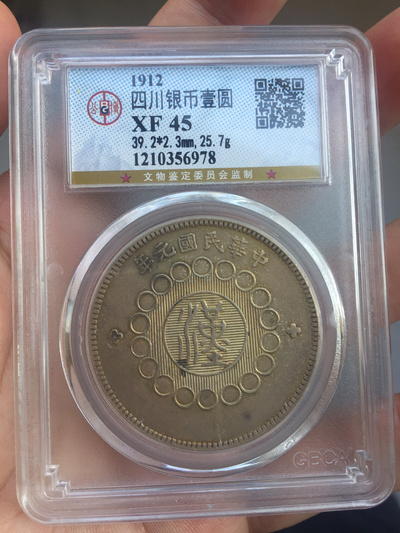 1912
四川银币壹圆
XF 45
39.2*2.3mm,25.7g
1210356978
★ 文物鉴定委员会监制 ★
中華民國元年
漢
GBCA